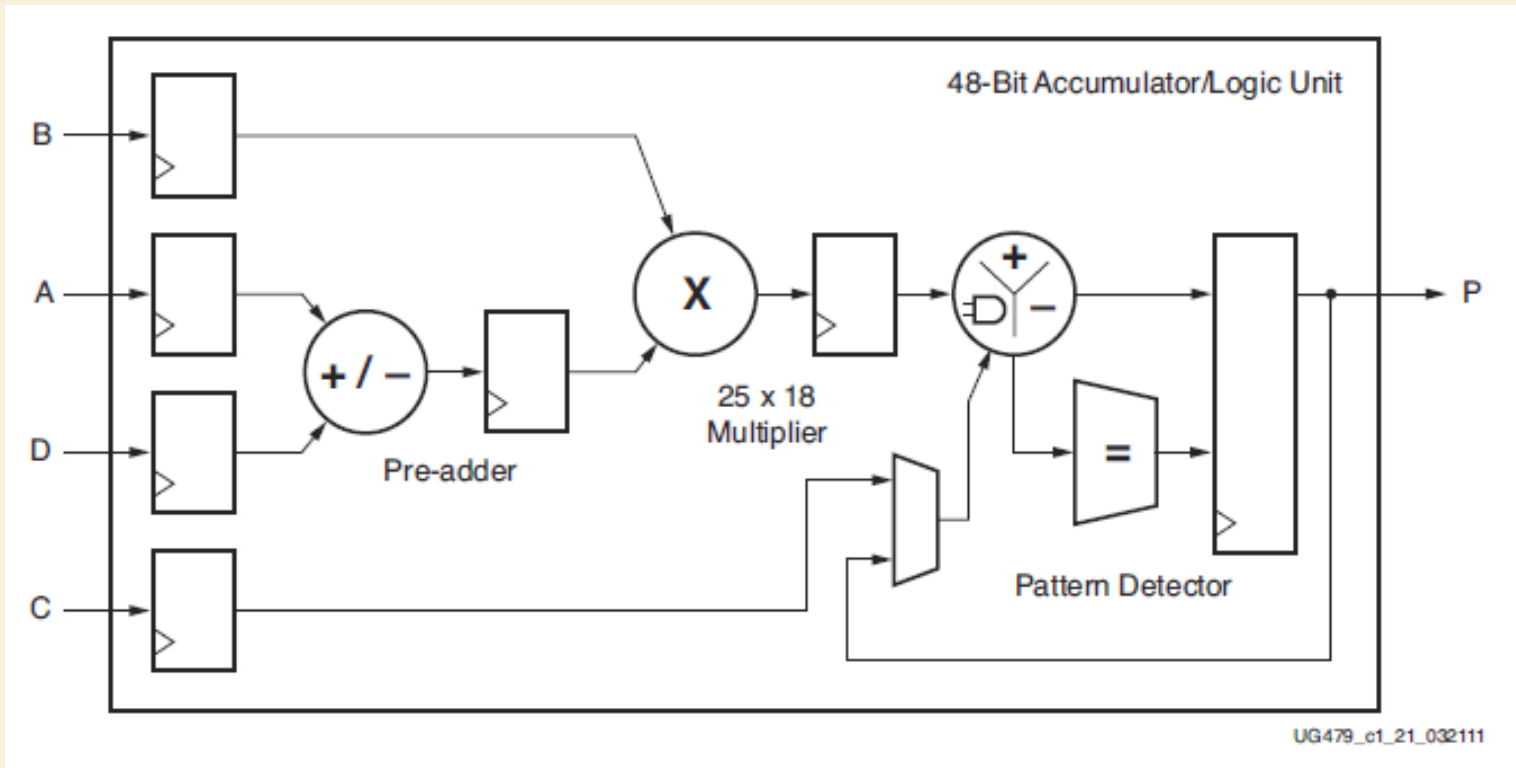 48-Bit Accumulator/Logic Unit
B
A
D
C
+ / −
Pre-adder
X
25 x 18
Multiplier
+
−
=
Pattern Detector
P
UG479_c1_21_032111